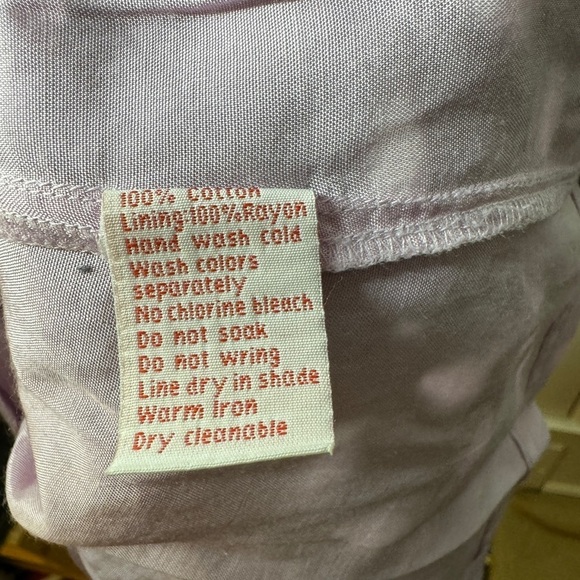 100% Cotton
Lining:100%Rayon
Hand wash cold
Wash colors
separately
No chlorine bleach
Do not soak
Do not wring
Line dry in shade
Warm iron
Dry cleanable